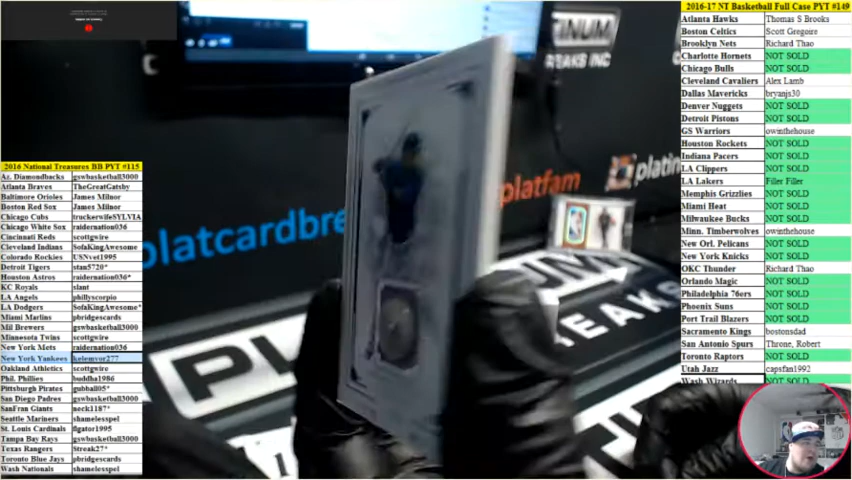 2016 National Treasures BB PYT #115
Az. Diamondbacks gswbasketball3000
Atlanta Braves TheGreatGatsby
Baltimore Orioles James Milnor
Boston Red Sox James Milnor
Chicago Cubs truckerwifeSYLVIA
Chicago White Sox raidernation036
Cincinnati Reds scottgwire
Cleveland Indians SofaKingAwesome
Colorado Rockies USNvet1995
Detroit Tigers stan5720*
Houston Astros raidernation036*
KC Royals slant
LA Angels phillyscorpio
LA Dodgers SofaKingAwesome*
Miami Marlins pbridgescards
Mil Brewers gswbasketball3000
Minnesota Twins scottgwire
New York Mets raidernation036
New York Yankees kelemvor277
Oakland Athletics scottgwire
Phil. Phillies buddha1986
Pittsburgh Pirates gubball05*
San Diego Padres gswbasketball3000
SanFran Giants neck1187*
Seattle Mariners shamelesspel
St. Louis Cardinals figator1995
Tampa Bay Rays gswbasketball3000
Texas Rangers Streak27*
Toronto Blue Jays pbridgescards
Wash Nationals shamelesspel
INUM
REAKS INC
platcardbre
platfam
platin
PL
EAKS
2016-17 NT Basketball Full Case PYT #149
Atlanta Hawks Thomas S Brooks
Boston Celtics Scott Gregoire
Brooklyn Nets Richard Thao
Charlotte Hornets NOT SOLD
Chicago Bulls NOT SOLD
Cleveland Cavaliers Alex Lamb
Dallas Mavericks bryanjs30
Denver Nuggets NOT SOLD
Detroit Pistons NOT SOLD
GS Warriors owinthehouse
Houston Rockets NOT SOLD
Indiana Pacers NOT SOLD
LA Clippers NOT SOLD
LA Lakers Filer Filer
Memphis Grizzlies NOT SOLD
Miami Heat NOT SOLD
Milwaukee Bucks NOT SOLD
Minn. Timberwolves owinthehouse
New Orl. Pelicans NOT SOLD
New York Knicks NOT SOLD
OKC Thunder Richard Thao
Orlando Magic NOT SOLD
Philadelphia 76ers NOT SOLD
Phoenix Suns NOT SOLD
Port Trail Blazers NOT SOLD
Sacramento Kings bostonsdad
San Antonio Spurs Throne, Robert
Toronto Raptors NOT SOLD
Utah Jazz capsfan1992
Wash Wizards NOT SOLD